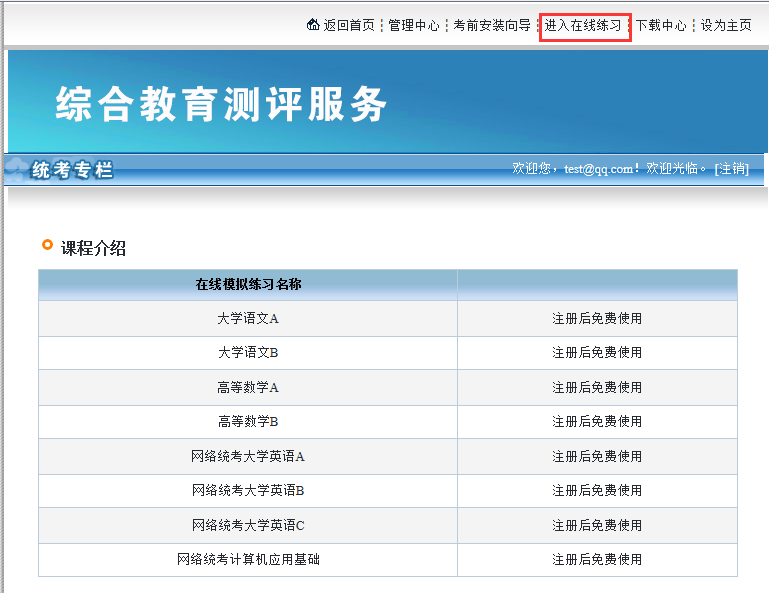 返回首页 管理中心 考前安装向导 进入在线练习 下载中心 设为主页
综合教育测评服务
统考专栏 欢迎您，test@qq.com！欢迎光临。 [注销]
课程介绍
在线模拟练习名称
大学语文A 注册后免费使用
大学语文B 注册后免费使用
高等数学A 注册后免费使用
高等数学B 注册后免费使用
网络统考大学英语A 注册后免费使用
网络统考大学英语B 注册后免费使用
网络统考大学英语C 注册后免费使用
网络统考计算机应用基础 注册后免费使用